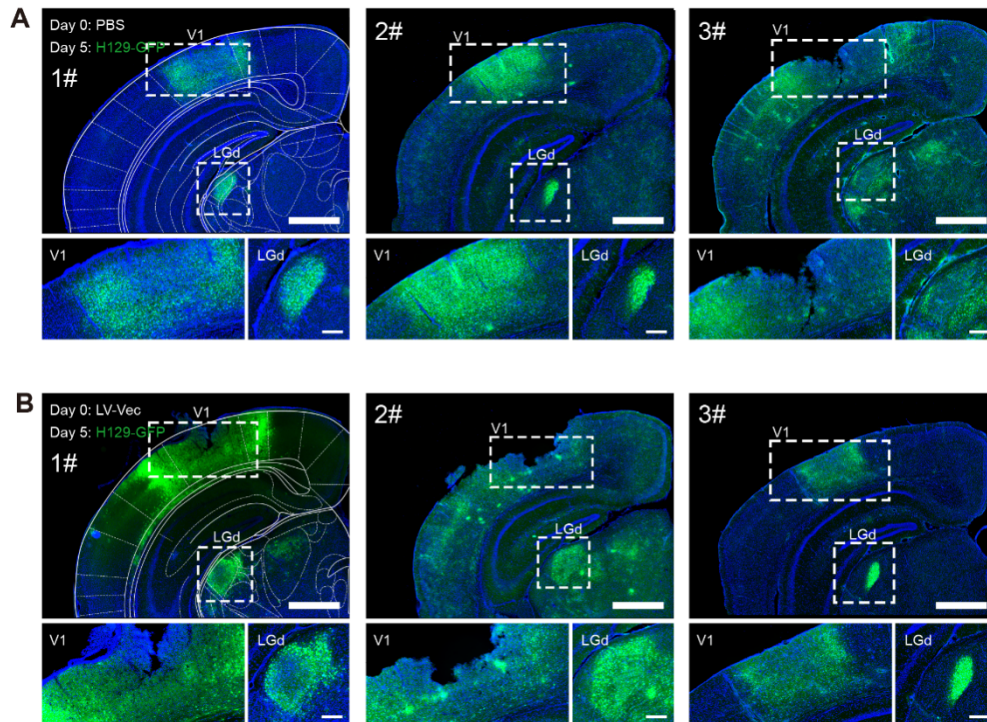 A
Day 0: PBS
Day 5: H129-GFP
1#
V1
LGd
2#
V1
LGd
3#
V1
LGd
V1
LGd
V1
LGd
V1
LGd
B
Day 0: LV-Vec
Day 5: H129-GFP
1#
V1
LGd
2#
V1
LGd
3#
V1
LGd
V1
LGd
V1
LGd
V1
LGd